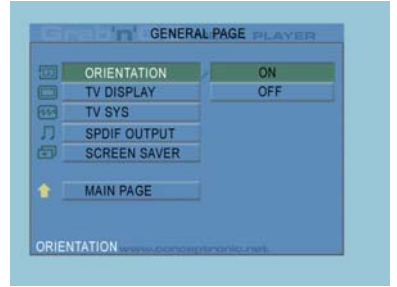 Grab'n' GENERAL PAGE PLAYER
ORIENTATION ON
TV DISPLAY OFF
TV SYS
SPDIF OUTPUT
SCREEN SAVER
MAIN PAGE
ORIENTATION www.conceptronic.net